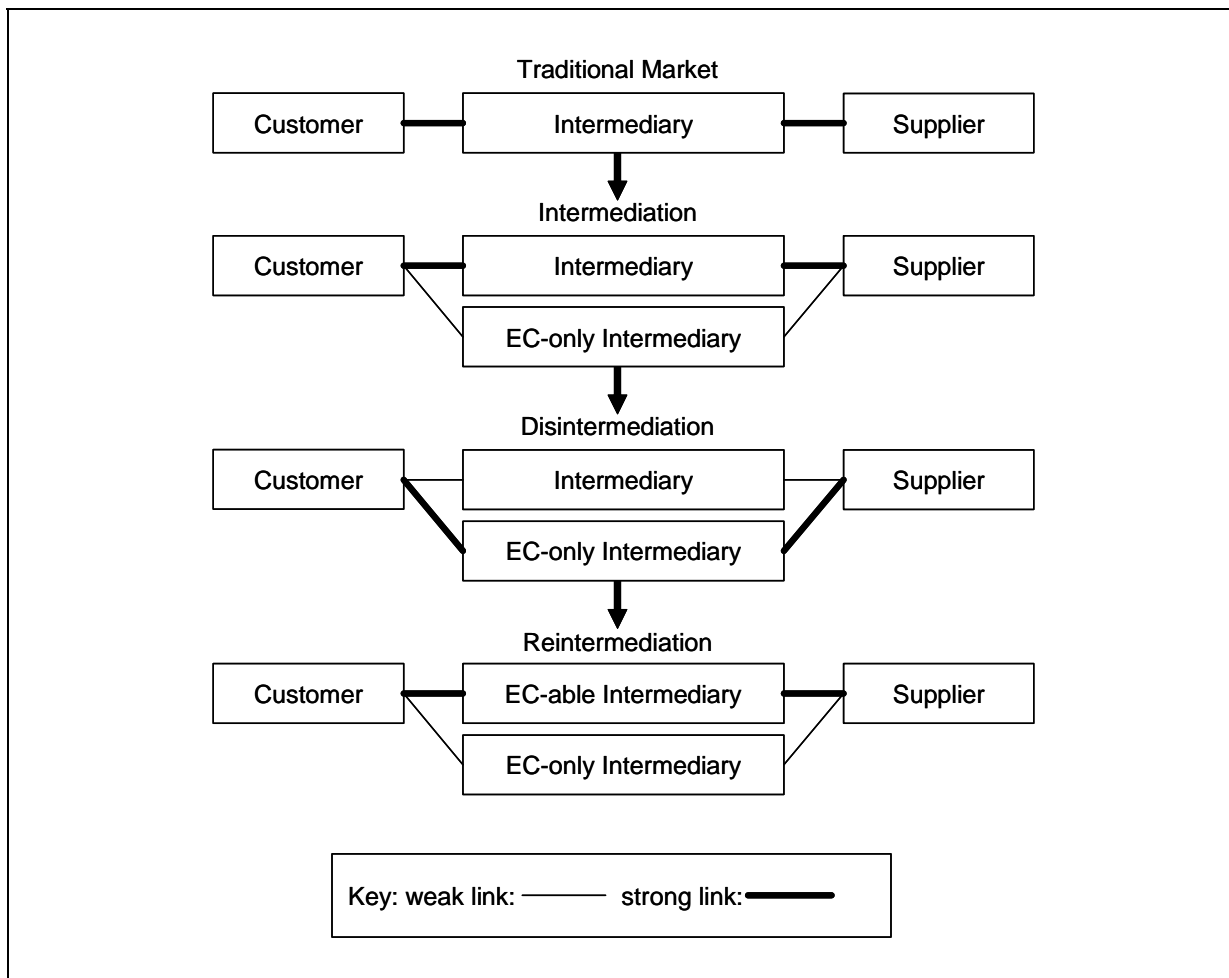 Traditional Market
Customer Intermediary Supplier
Intermediation
Customer Intermediary Supplier
EC-only Intermediary
Disintermediation
Customer Intermediary Supplier
EC-only Intermediary
Reintermediation
Customer EC-able Intermediary Supplier
EC-only Intermediary
Key: weak link: strong link: